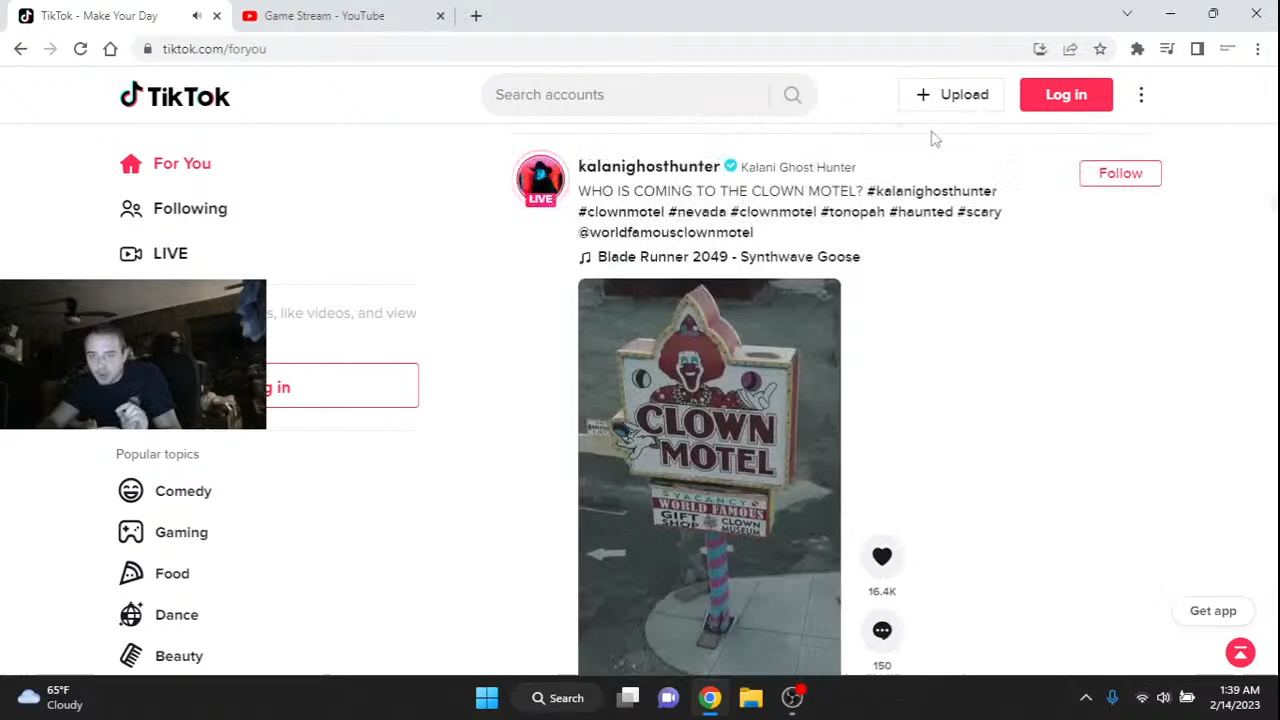 TikTok - Make Your Day
Game Stream - YouTube
tiktok.com/foryou
TikTok
Search accounts
Upload
Log in
For You
Following
LIVE
s, like videos, and view
g in
Popular topics
Comedy
Gaming
Food
Dance
Beauty
kalanighosthunter Kalani Ghost Hunter
Follow
LIVE
WHO IS COMING TO THE CLOWN MOTEL? #kalanighosthunter
#clownmotel #nevada #clownmotel #tonopah #haunted #scary
@worldfamousclownmotel
Blade Runner 2049 - Synthwave Goose
CLOWN
MOTEL
VACANCY
WORLD FAMOUS
GIFT SHOP
CLOWN MUSEUM
16.4K
150
Get app
65°F
Cloudy
Search
1:39 AM
2/14/2023